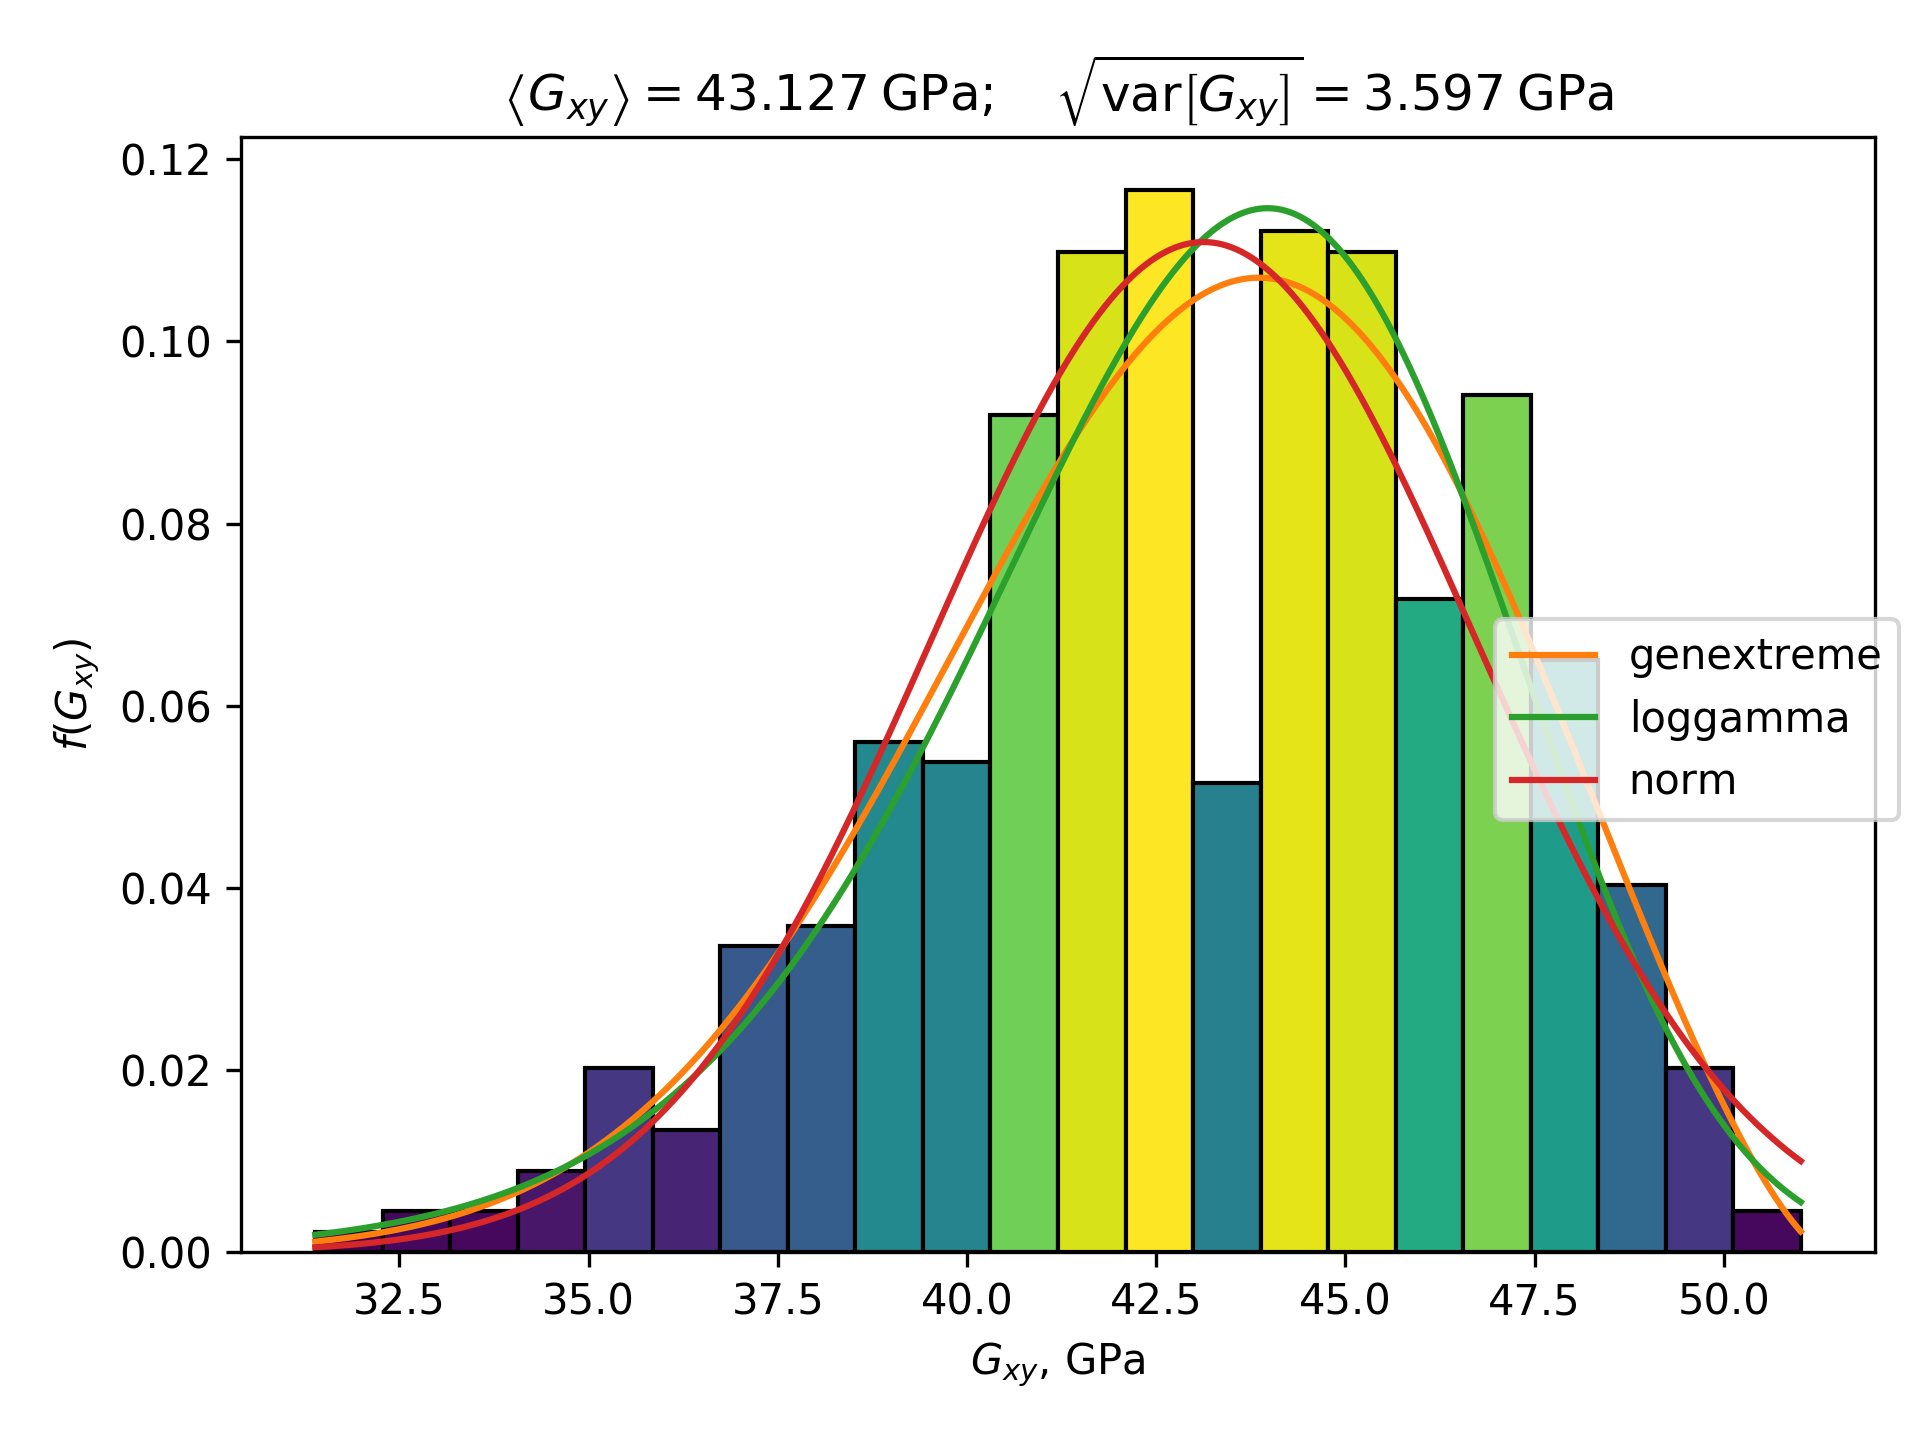 ⟨G_xy⟩ = 43.127 GPa; √var[G_xy] = 3.597 GPa
0.12
0.10
0.08
0.06
0.04
0.02
0.00
f(G_xy)
genextreme
loggamma
norm
32.5 35.0 37.5 40.0 42.5 45.0 47.5 50.0
G_xy, GPa